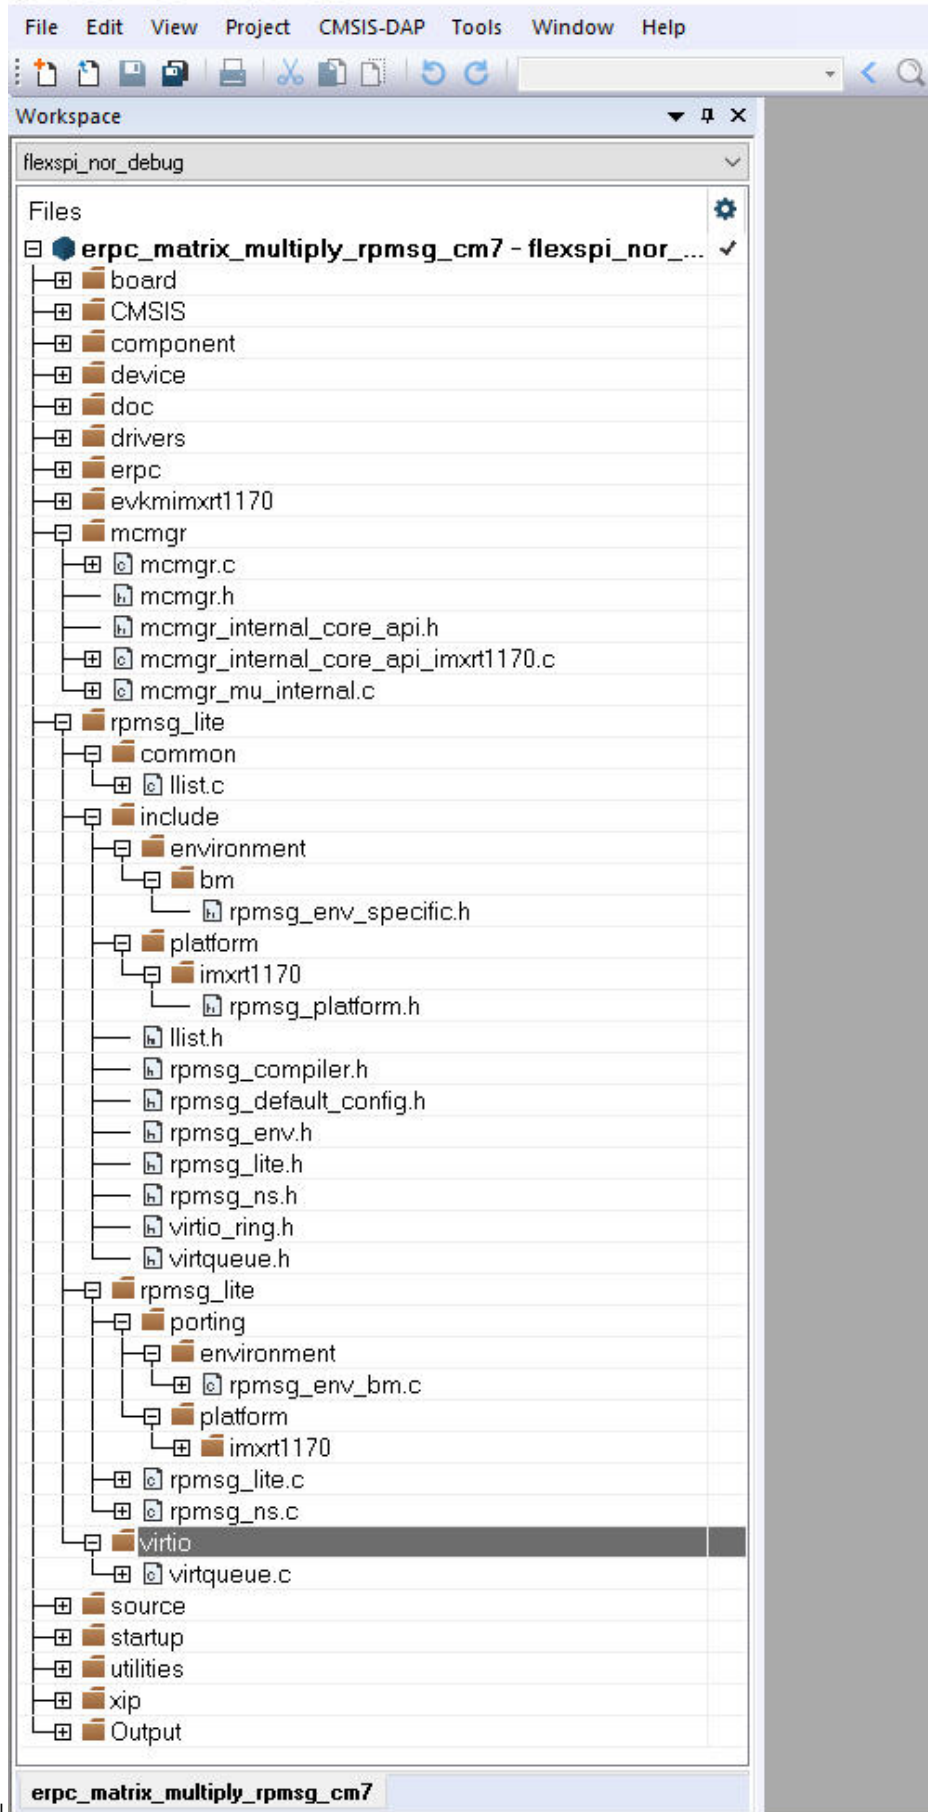 File Edit View Project CMSIS-DAP Tools Window Help
Workspace
flexspi_nor_debug
Files
erpc_matrix_multiply_rpmsg_cm7 - flexspi_nor_...
board
CMSIS
component
device
doc
drivers
erpc
evkmimxrt1170
mcmgr
mcmgr.c
mcmgr.h
mcmgr_internal_core_api.h
mcmgr_internal_core_api_imxrt1170.c
mcmgr_mu_internal.c
rpmsg_lite
common
llist.c
include
environment
bm
rpmsg_env_specific.h
platform
imxrt1170
rpmsg_platform.h
llist.h
rpmsg_compiler.h
rpmsg_default_config.h
rpmsg_env.h
rpmsg_lite.h
rpmsg_ns.h
virtio_ring.h
virtqueue.h
rpmsg_lite
porting
environment
rpmsg_env_bm.c
platform
imxrt1170
rpmsg_lite.c
rpmsg_ns.c
virtio
virtqueue.c
source
startup
utilities
xip
Output
erpc_matrix_multiply_rpmsg_cm7